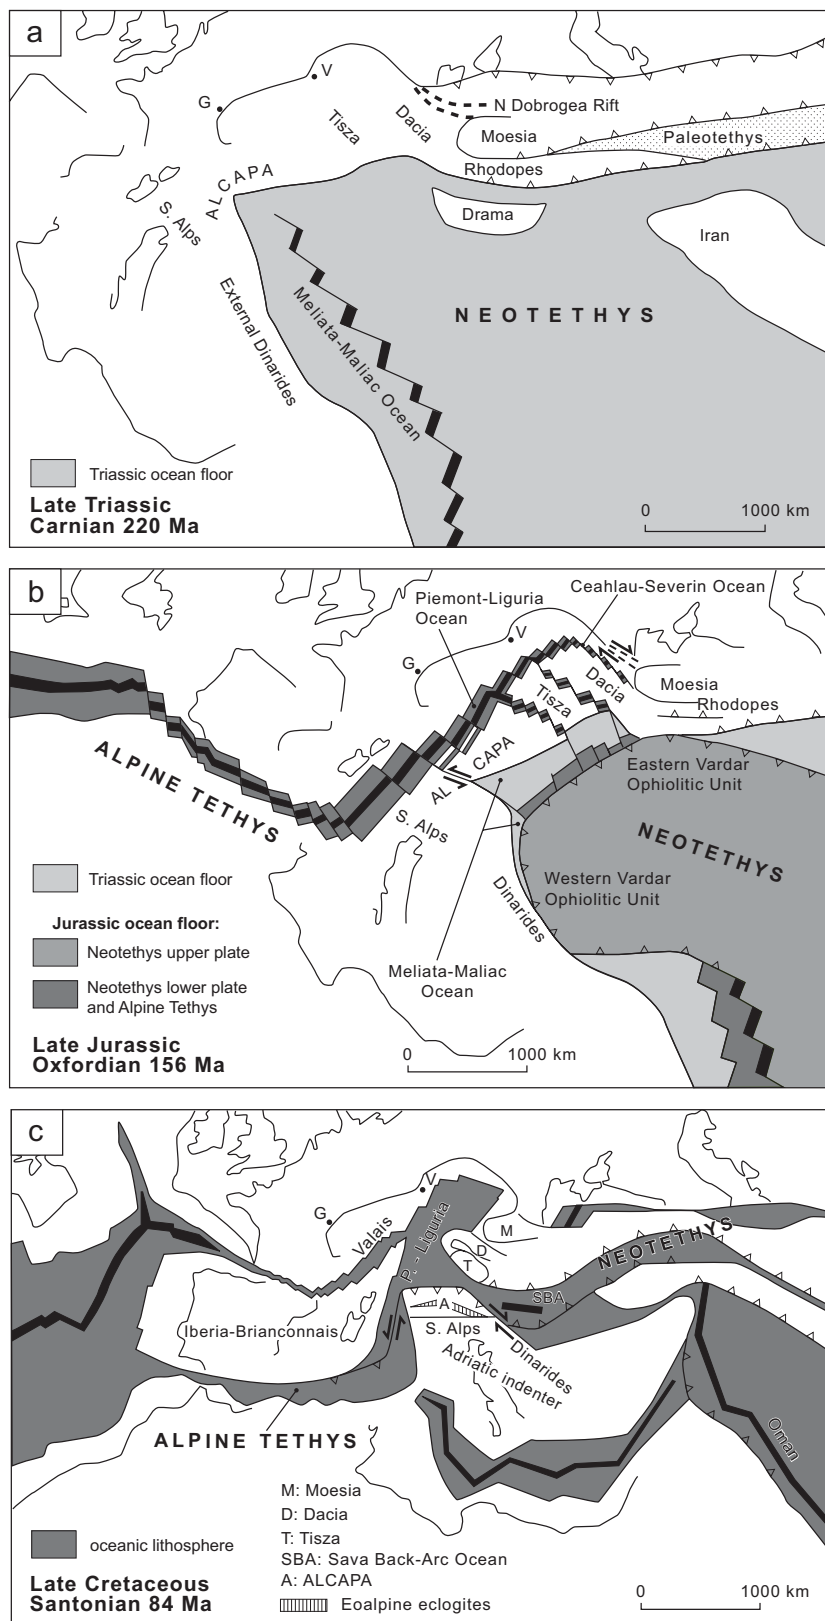 a
V
G
N Dobrogea Rift
Tisza
Dacia
Moesia
Paleotethys
Rhodopes
ALCAPA
S. Alps
Drama
Iran
External Dinarides
Meliata-Maliac Ocean
NEOTETHYS
Triassic ocean floor
Late Triassic
Carnian 220 Ma
0 1000 km
b
Ceahlau-Severin Ocean
Piemont-Liguria
Ocean
V
G
Tisza
Dacia
Moesia
Rhodopes
ALPINE TETHYS
AL CAPA
S. Alps
Eastern Vardar
Ophiolitic Unit
NEOTETHYS
Western Vardar
Ophiolitic Unit
Dinarides
Meliata-Maliac
Ocean
Triassic ocean floor
Jurassic ocean floor:
Neotethys upper plate
Neotethys lower plate
and Alpine Tethys
Late Jurassic
Oxfordian 156 Ma
0 1000 km
c
V
G
Valais
P. - Liguria
M
D
T
NEOTETHYS
SBA
A
Iberia-Brianconnais
S. Alps
Dinarides
Adriatic indenter
Oman
ALPINE TETHYS
M: Moesia
D: Dacia
T: Tisza
SBA: Sava Back-Arc Ocean
A: ALCAPA
Eoalpine eclogites
oceanic lithosphere
Late Cretaceous
Santonian 84 Ma
0 1000 km